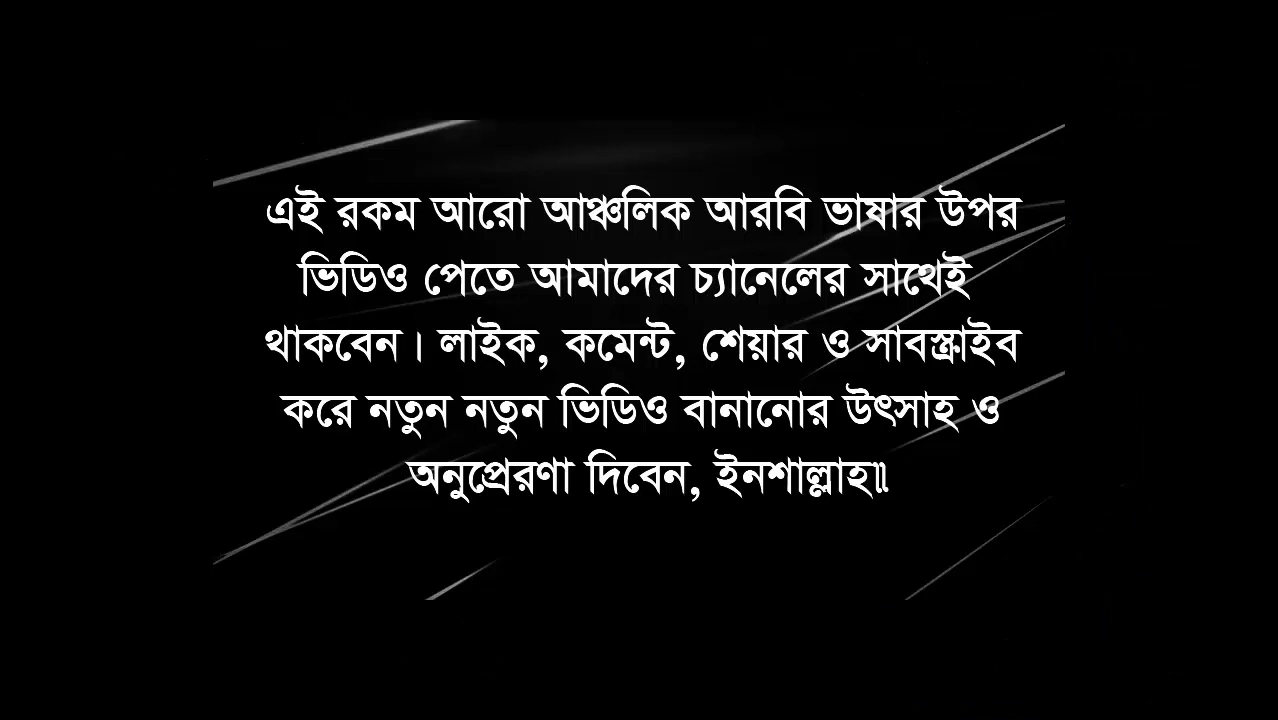 এই রকম আরো আঞ্চলিক আরবি ভাষার উপর
ভিডিও পেতে আমাদের চ্যানেলের সাথেই
থাকবেন। লাইক, কমেন্ট, শেয়ার ও সাবস্ক্রাইব
করে নতুন নতুন ভিডিও বানানোর উৎসাহ ও
অনুপ্রেরণা দিবেন, ইনশাল্লাহ॥